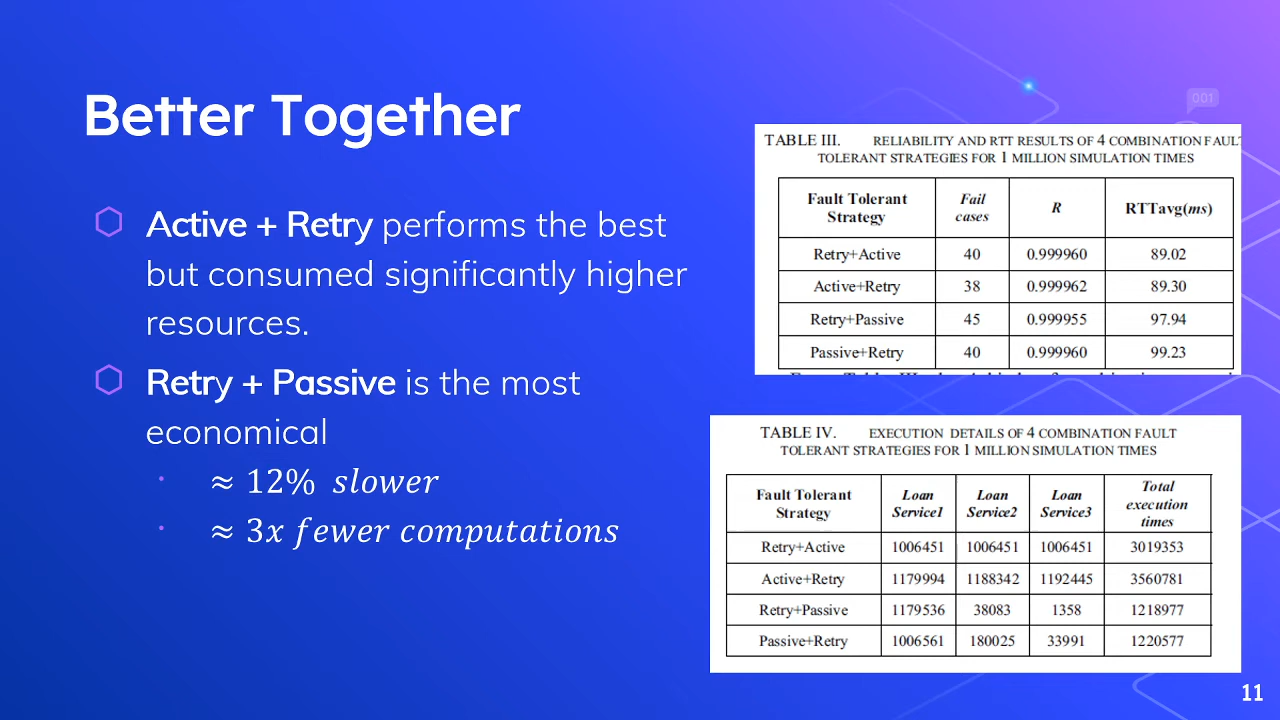 001
Better Together
Active + Retry performs the best
but consumed significantly higher
resources.
Retry + Passive is the most
economical
≈ 12% slower
≈ 3x fewer computations
TABLE III. RELIABILITY AND RTT RESULTS OF 4 COMBINATION FAULT
TOLERANT STRATEGIES FOR 1 MILLION SIMULATION TIMES
Fault Tolerant Strategy Fail cases R RTTavg(ms)
Retry+Active 40 0.999960 89.02
Active+Retry 38 0.999962 89.30
Retry+Passive 45 0.999955 97.94
Passive+Retry 40 0.999960 99.23
TABLE IV. EXECUTION DETAILS OF 4 COMBINATION FAULT
TOLERANT STRATEGIES FOR 1 MILLION SIMULATION TIMES
Fault Tolerant Strategy Loan Service1 Loan Service2 Loan Service3 Total execution times
Retry+Active 1006451 1006451 1006451 3019353
Active+Retry 1179994 1188342 1192445 3560781
Retry+Passive 1179536 38083 1358 1218977
Passive+Retry 1006561 180025 33991 1220577
11